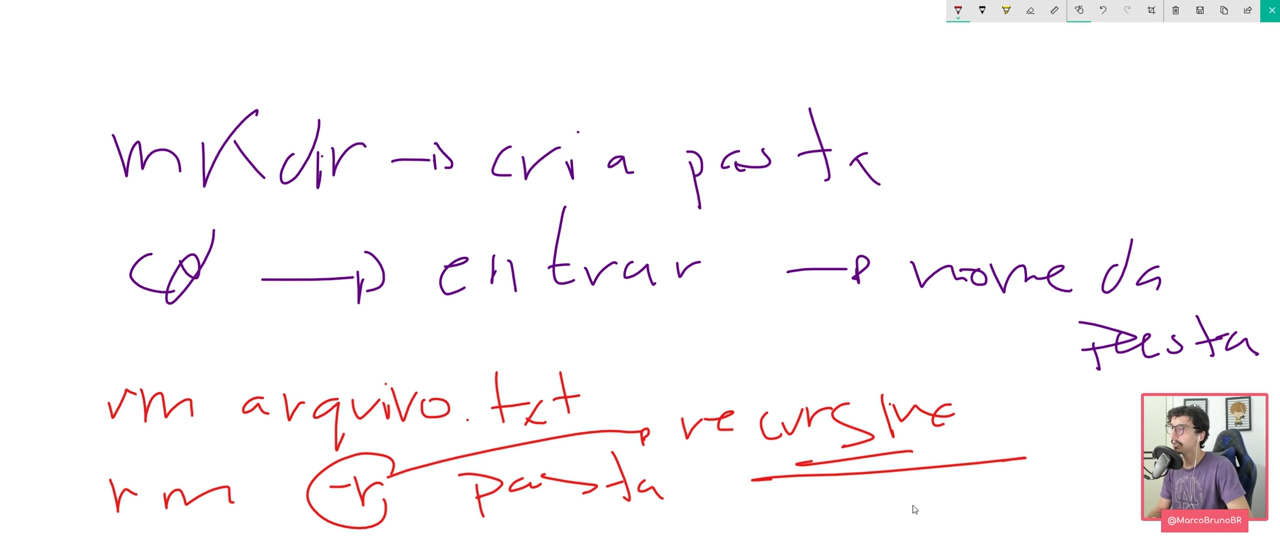 mkdir → cria pasta
cd → entrar → nome da
pasta
rm arquivo.txt
recursive
rm -r pasta
@MarcoBrunoBR